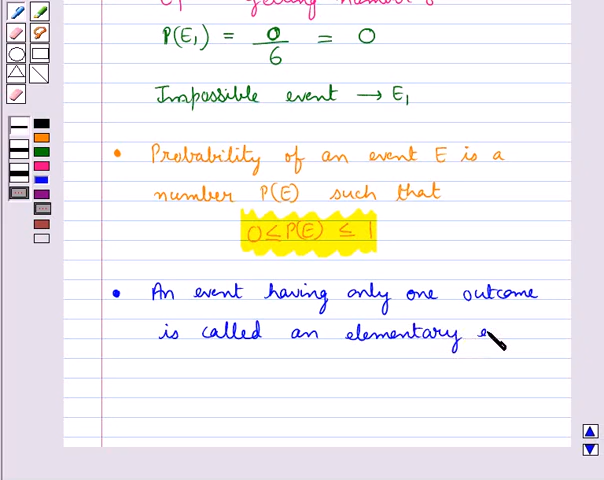 P(E₁) = 0/6 = 0
Impossible event → E₁
• Probability of an event E is a
number P(E) such that
0 ≤ P(E) ≤ 1
• An event having only one outcome
is called an elementary e